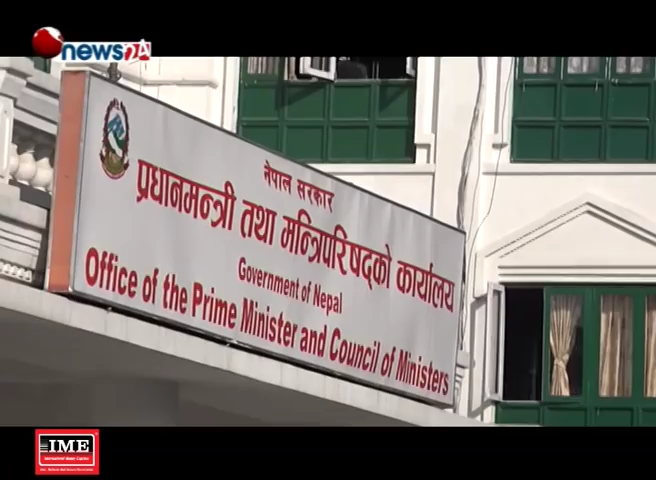 news24
नेपाल सरकार
प्रधानमन्त्री तथा मन्त्रिपरिषद्को कार्यालय
Government of Nepal
Office of the Prime Minister and Council of Ministers
IME